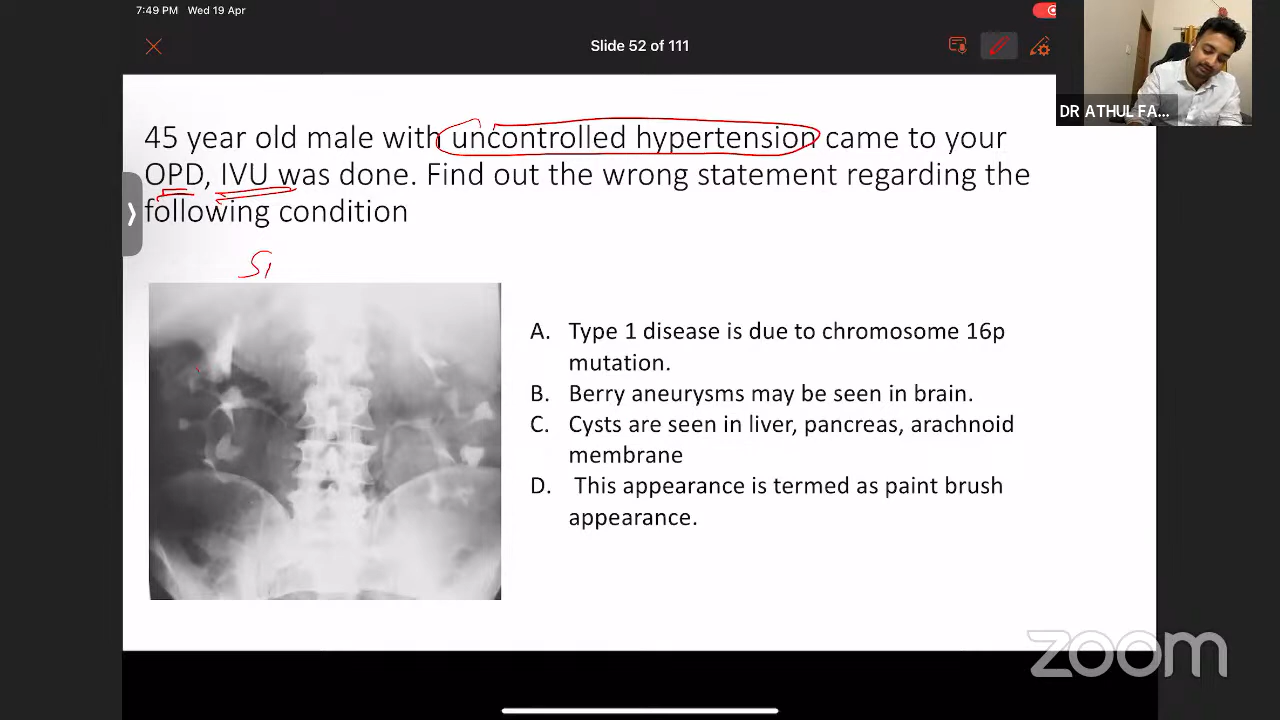 7:49 PM Wed 19 Apr
Slide 52 of 111
DR ATHUL FA...
45 year old male with uncontrolled hypertension came to your
OPD, IVU was done. Find out the wrong statement regarding the
following condition
A. Type 1 disease is due to chromosome 16p
mutation.
B. Berry aneurysms may be seen in brain.
C. Cysts are seen in liver, pancreas, arachnoid
membrane
D. This appearance is termed as paint brush
appearance.
zoom